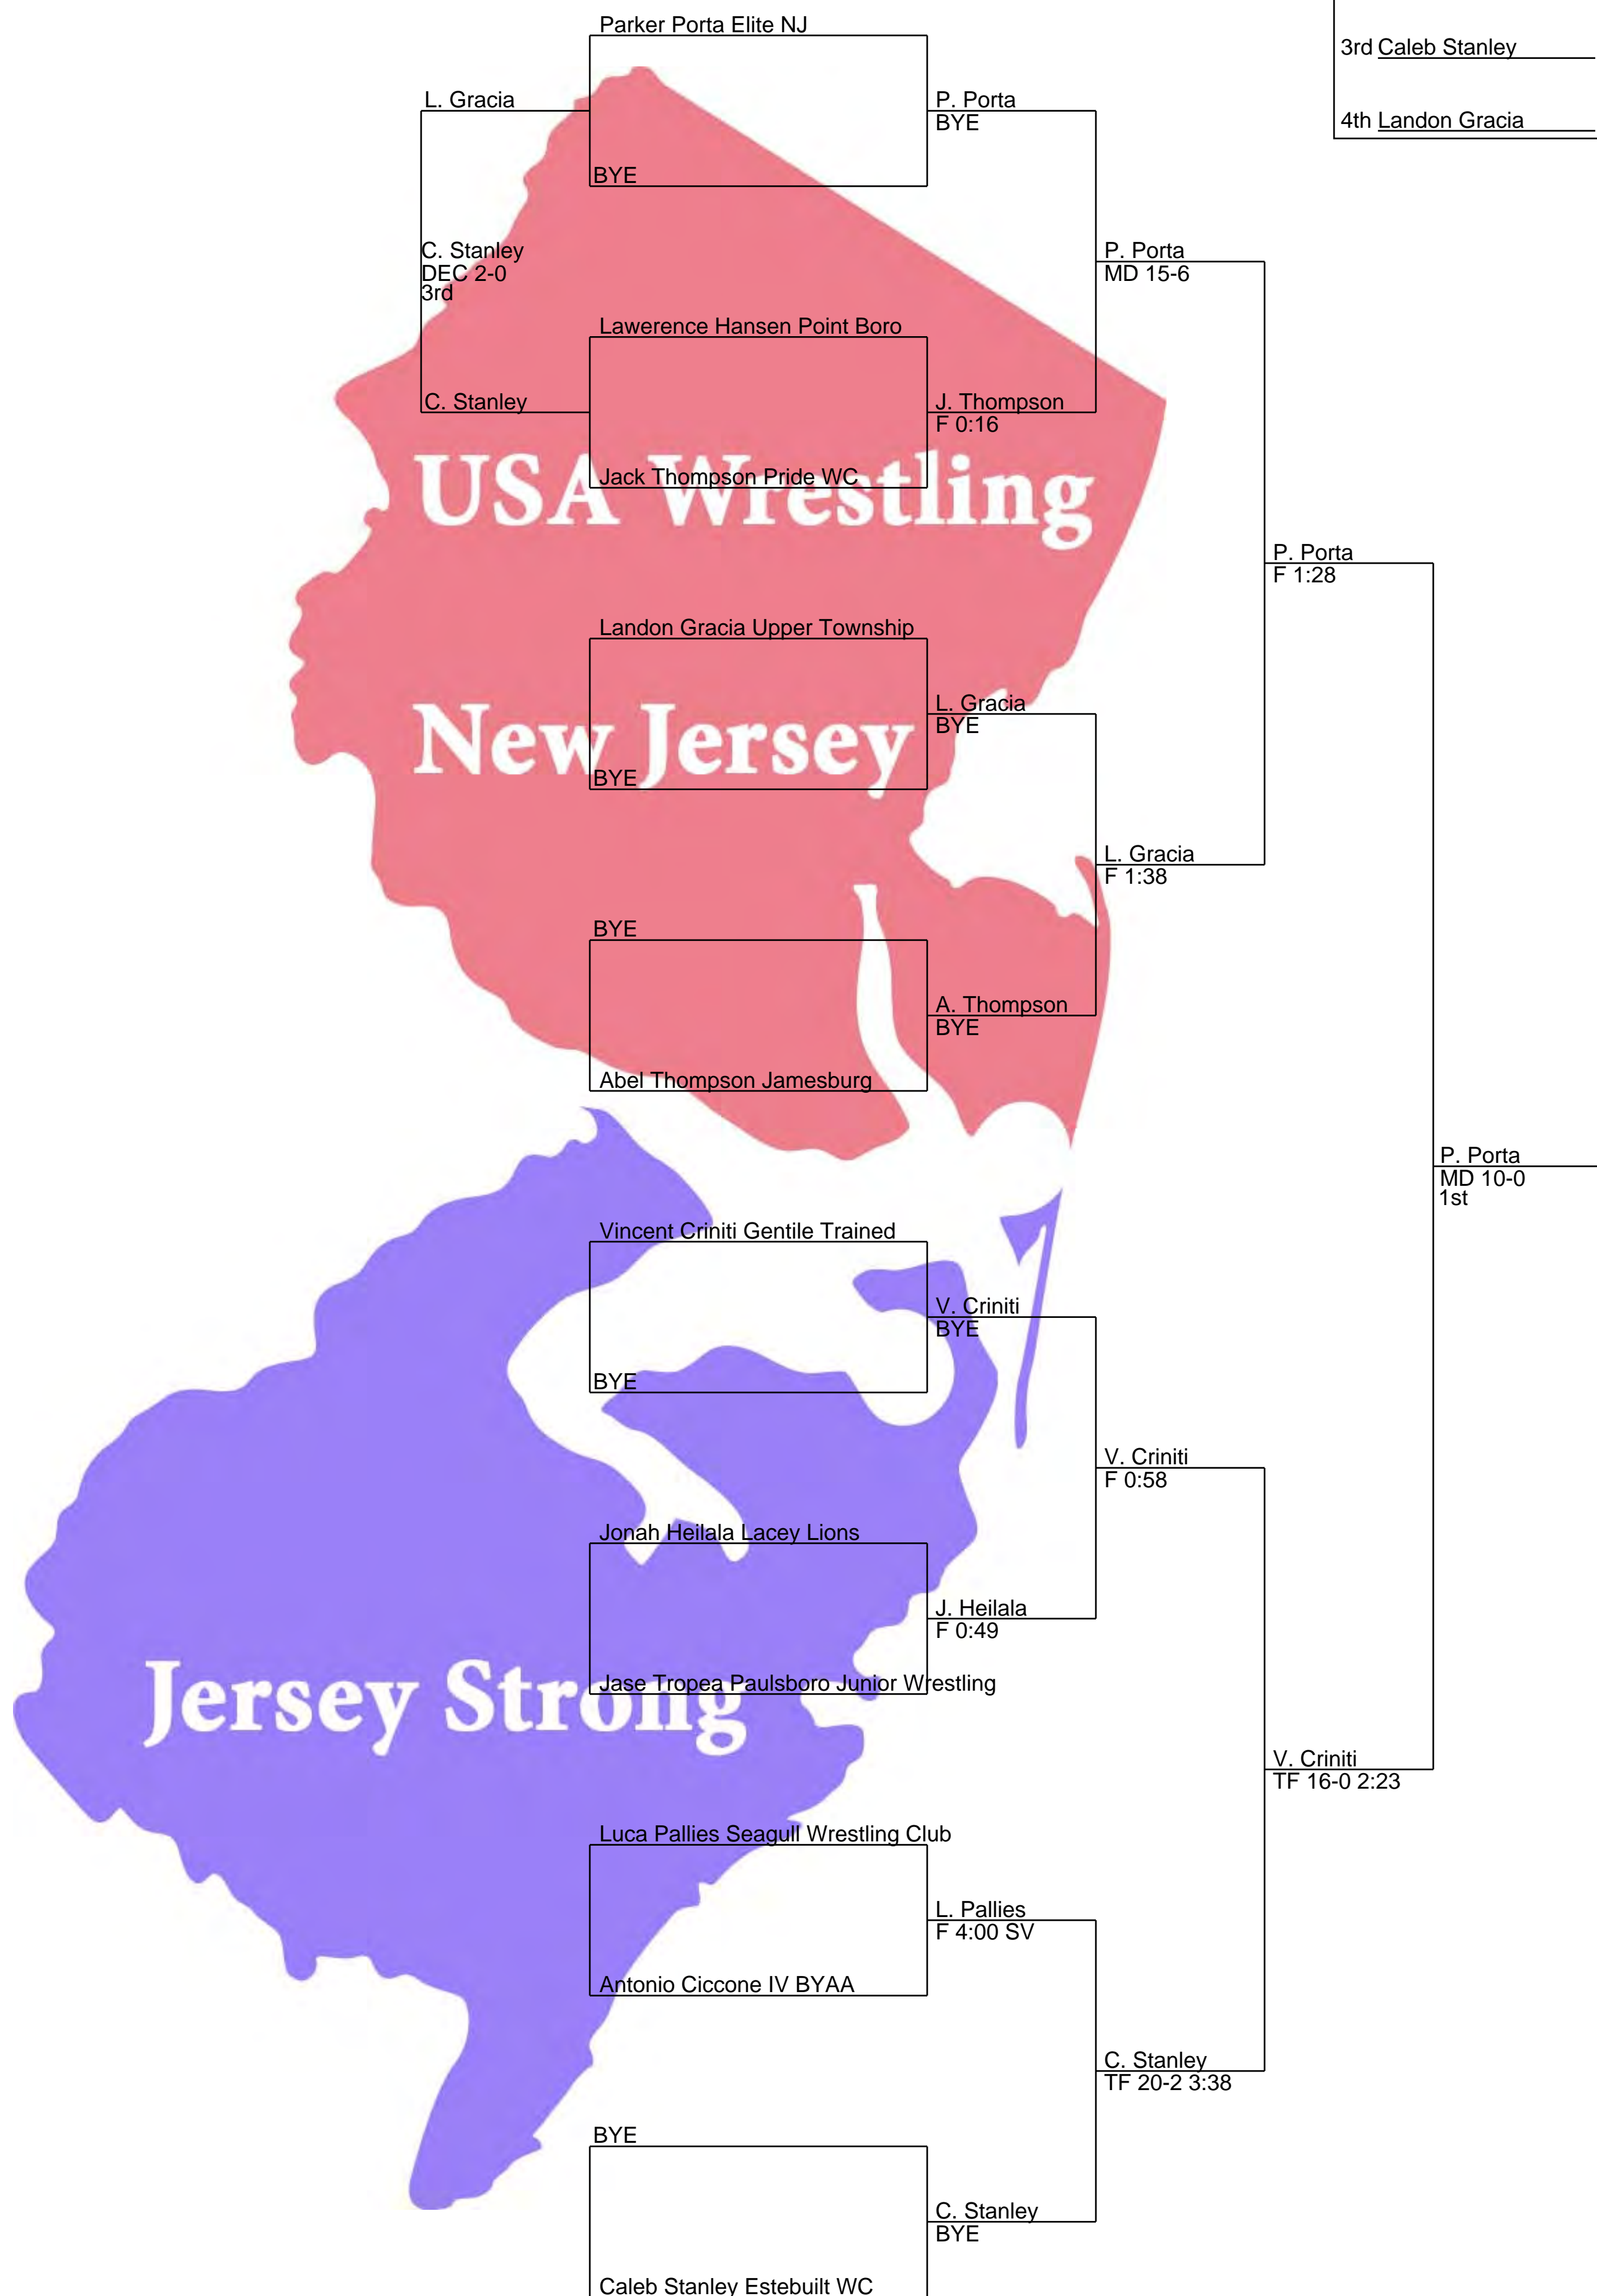 Parker Porta Elite NJ
3rd Caleb Stanley
L. Gracia
P. Porta
BYE
4th Landon Gracia
BYE
C. Stanley
DEC 2-0
3rd
P. Porta
MD 15-6
Lawerence Hansen Point Boro
C. Stanley
J. Thompson
F 0:16
USA Wrestling
Jack Thompson Pride WC
P. Porta
F 1:28
Landon Gracia Upper Township
L. Gracia
BYE
New Jersey
BYE
L. Gracia
F 1:38
BYE
A. Thompson
BYE
Abel Thompson Jamesburg
P. Porta
MD 10-0
1st
Vincent Criniti Gentile Trained
V. Criniti
BYE
BYE
V. Criniti
F 0:58
Jonah Heilala Lacey Lions
J. Heilala
F 0:49
Jase Tropea Paulsboro Junior Wrestling
Jersey Strong
V. Criniti
TF 16-0 2:23
Luca Pallies Seagull Wrestling Club
L. Pallies
F 4:00 SV
Antonio Ciccone IV BYAA
C. Stanley
TF 20-2 3:38
BYE
C. Stanley
BYE
Caleb Stanley Estebuilt WC